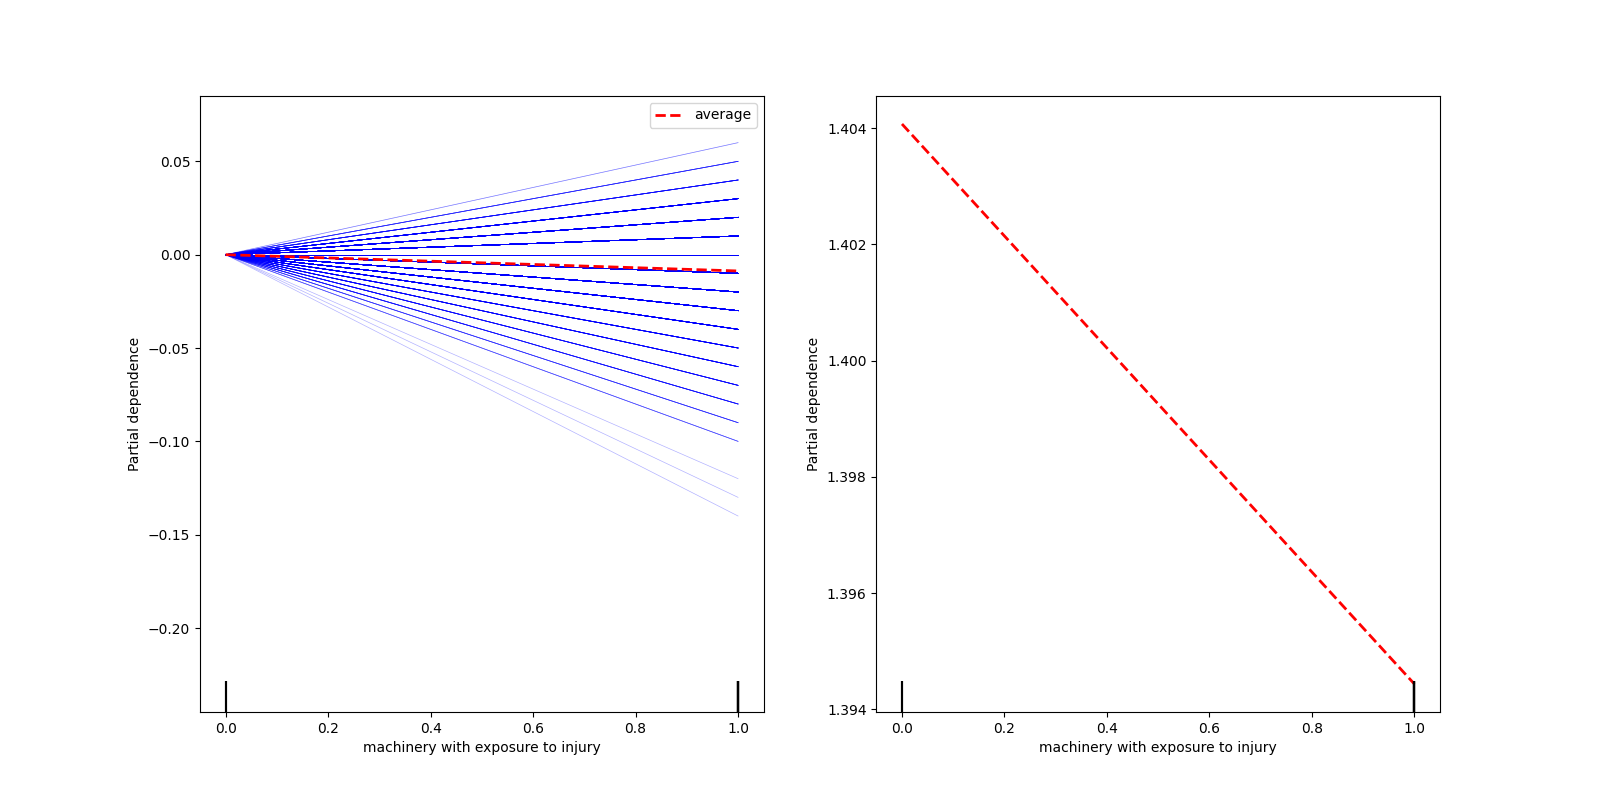 average
0.05
0.00
−0.05
−0.10
−0.15
−0.20
Partial dependence
0.0 0.2 0.4 0.6 0.8 1.0
machinery with exposure to injury
1.404
1.402
1.400
1.398
1.396
1.394
Partial dependence
0.0 0.2 0.4 0.6 0.8 1.0
machinery with exposure to injury